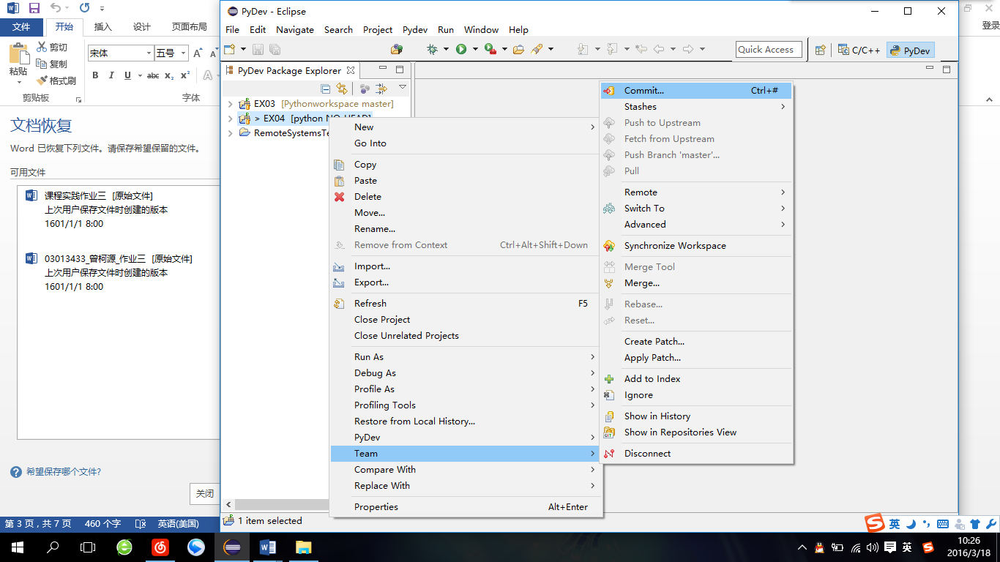 文件
开始
插入
设计
页面布局
登录
粘贴
剪切
复制
格式刷
剪贴板
宋体
五号
A
A
B I U abc x₂ x² A
字体
文档恢复
Word 已恢复下列文件。请保存希望保留的文件。
可用文件
课程实践作业三 [原始文件]
上次用户保存文件时创建的版本
1601/1/1 8:00
03013433_曾柯源_作业三 [原始文件]
上次用户保存文件时创建的版本
1601/1/1 8:00
希望保存哪个文件?
关闭
第 3 页 , 共 7 页 460 个字 英语(美国)
PyDev - Eclipse
File Edit Navigate Search Project Pydev Run Window Help
Quick Access
C/C++
PyDev
PyDev Package Explorer
EX03 [Pythonworkspace master]
> EX04 [python NO-HEAD]
RemoteSystemsTe
New
Go Into
Copy
Paste
Delete
Move...
Rename...
Remove from Context Ctrl+Alt+Shift+Down
Import...
Export...
Refresh F5
Close Project
Close Unrelated Projects
Run As
Debug As
Profile As
Profiling Tools
Restore from Local History...
PyDev
Team
Compare With
Replace With
Properties Alt+Enter
Commit... Ctrl+#
Stashes
Push to Upstream
Fetch from Upstream
Push Branch 'master'...
Pull
Remote
Switch To
Advanced
Synchronize Workspace
Merge Tool
Merge...
Rebase...
Reset...
Create Patch...
Apply Patch...
Add to Index
Ignore
Show in History
GIT
Show in Repositories View
Disconnect
1 item selected
S 英
英 S
10:26
2016/3/18